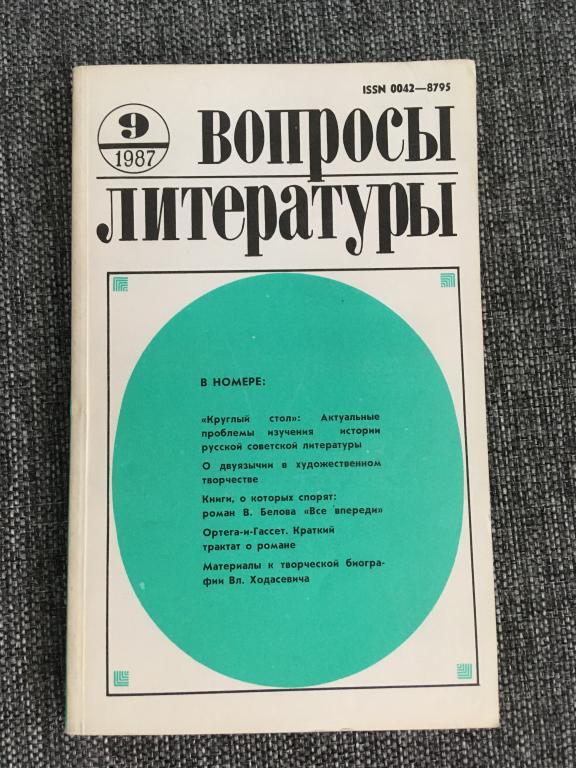 ISSN 0042—8795
9
1987
ВОПРОСЫ
ЛИТЕРАТУРЫ
В НОМЕРЕ:
«Круглый стол»: Актуальные
проблемы изучения истории
русской советской литературы
О двуязычии в художественном
творчестве
Книги, о которых спорят:
роман В. Белова «Все впереди»
Ортега-и-Гассет. Краткий
трактат о романе
Материалы к творческой биогра-
фии Вл. Ходасевича